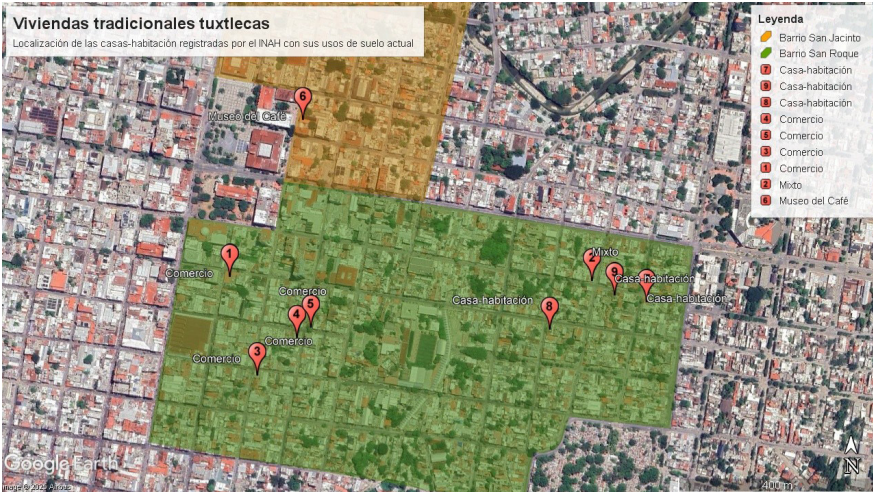 Viviendas tradicionales tuxtlecas
Localización de las casas-habitación registradas por el INAH con sus usos de suelo actual
Leyenda
Barrio San Jacinto
Barrio San Roque
7 Casa-habitación
9 Casa-habitación
8 Casa-habitación
4 Comercio
5 Comercio
3 Comercio
1 Comercio
2 Mixto
6 Museo del Café
6
Museo del Café
1
Comercio
2
Mixto
9
Casa-habitación
7
Casa-habitación
Casa-habitación
8
Comercio
5
4
Comercio
3
Comercio
Google Earth
Image © 2025 Airbus
400 m
N